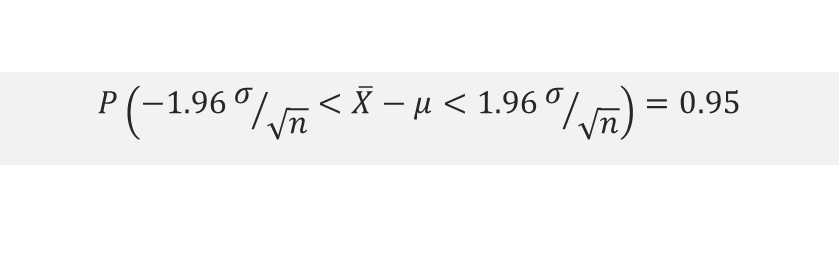 P(−1.96 σ/√n < X̄ − μ < 1.96 σ/√n) = 0.95